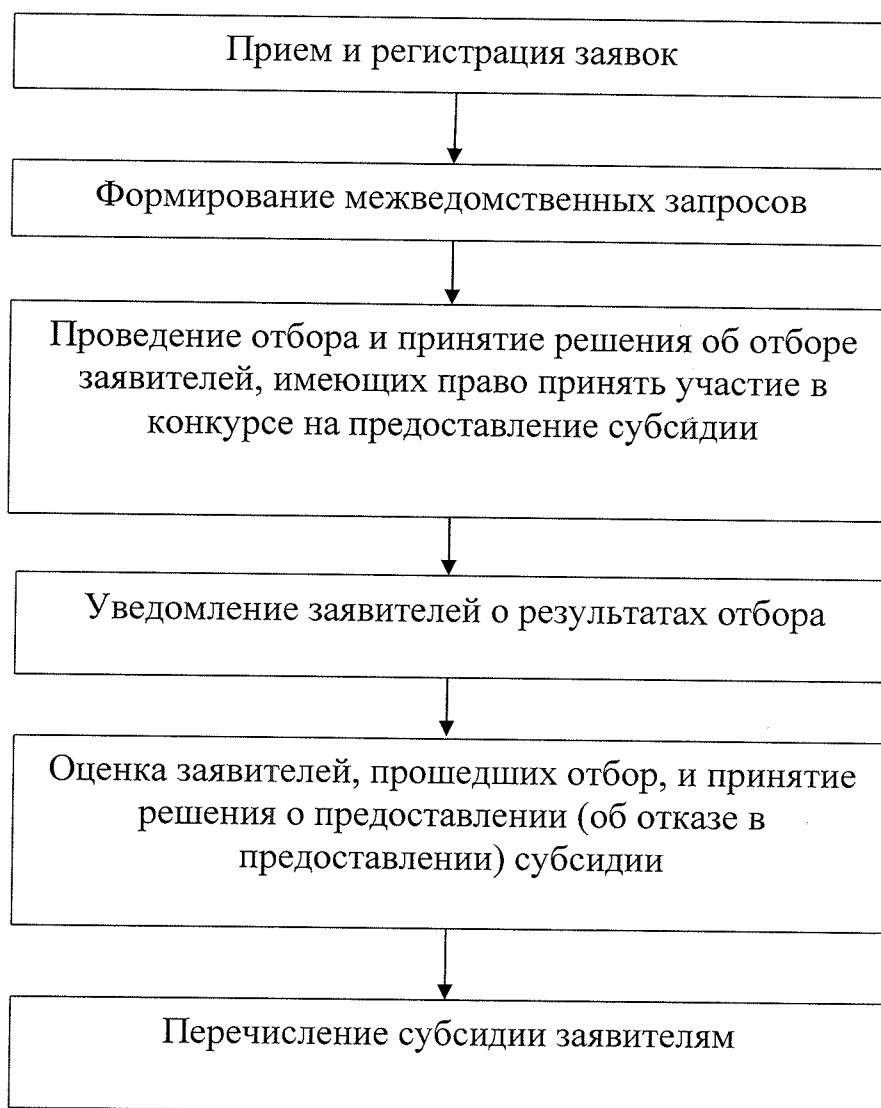 Прием и регистрация заявок
Формирование межведомственных запросов
Проведение отбора и принятие решения об отборе
заявителей, имеющих право принять участие в
конкурсе на предоставление субсидии
Уведомление заявителей о результатах отбора
Оценка заявителей, прошедших отбор, и принятие
решения о предоставлении (об отказе в
предоставлении) субсидии
Перечисление субсидии заявителям